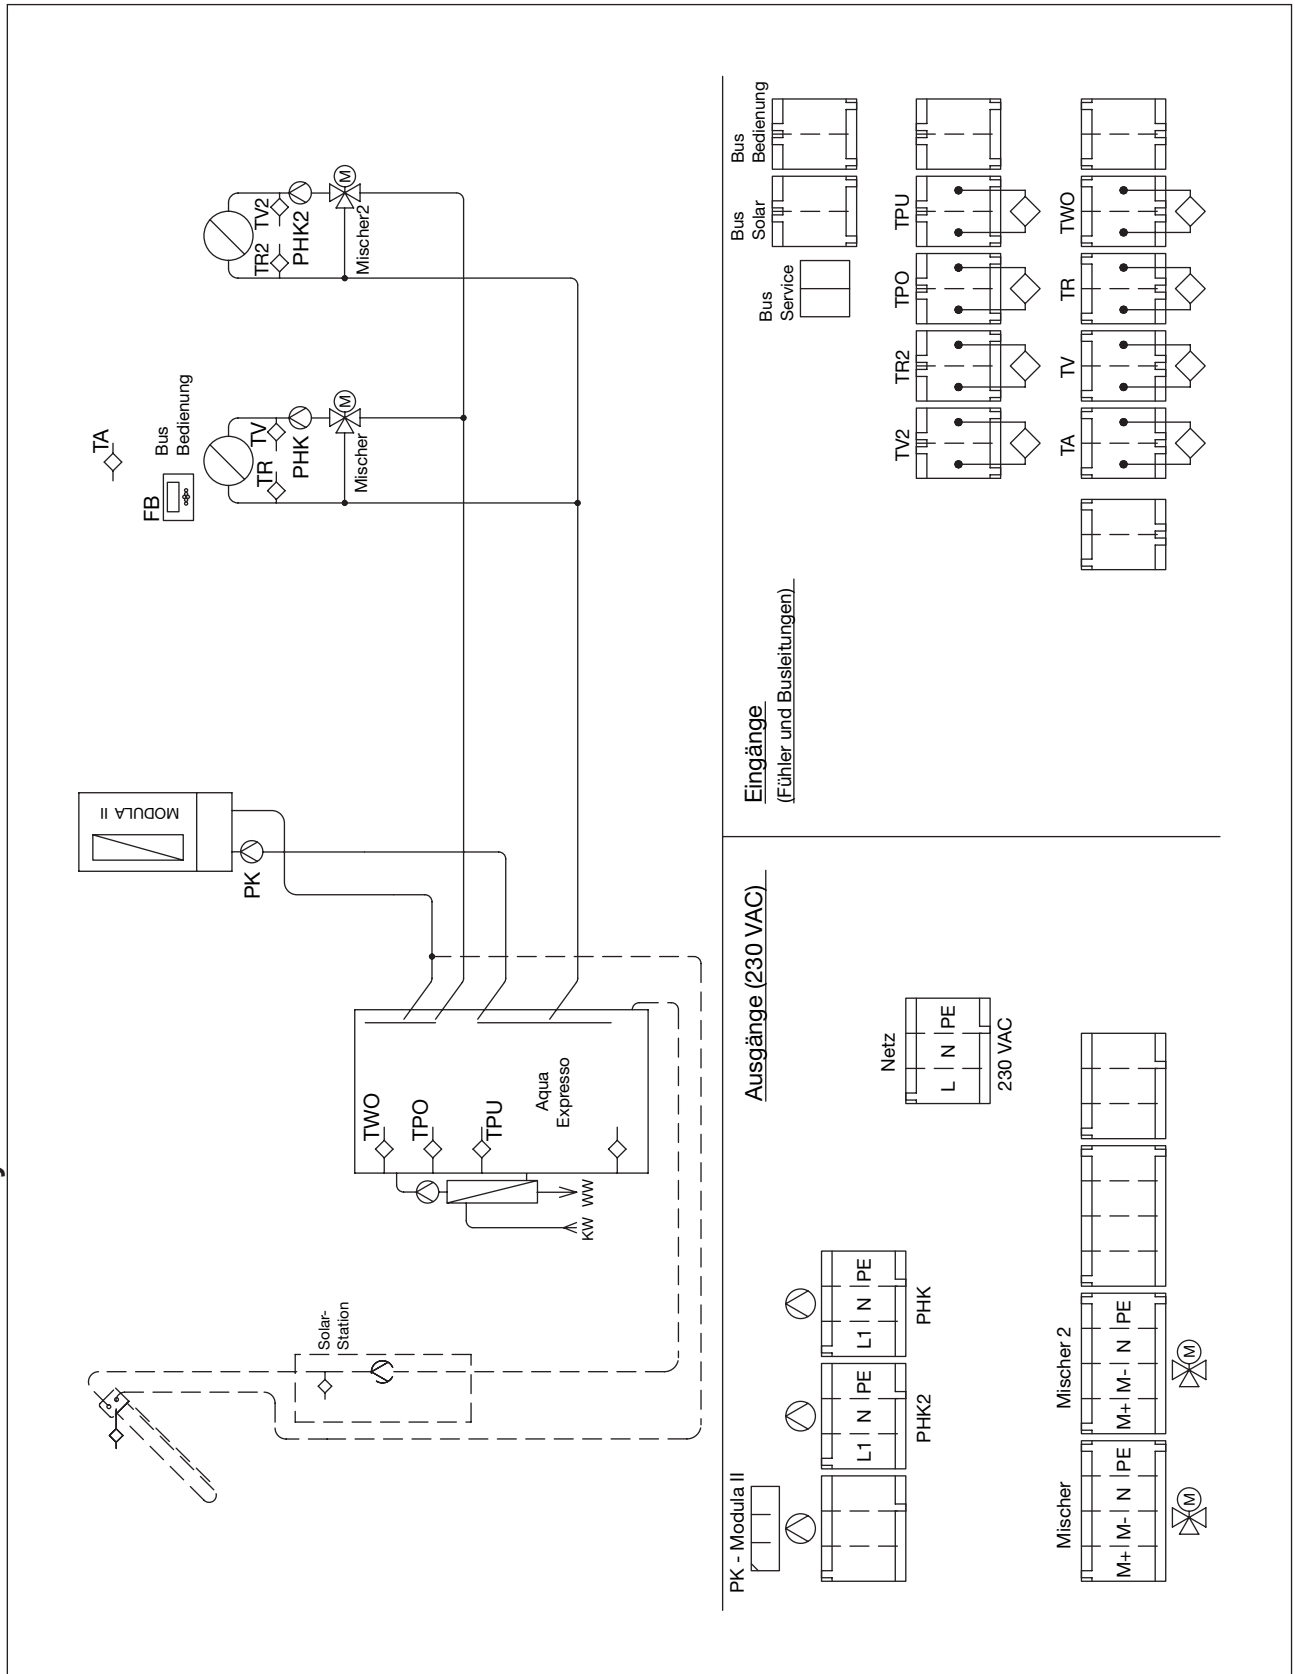 TA
FB
Bus
Bedienung
TR
TV
PHK
M
Mischer
TR2
TV2
PHK2
M
Mischer2
MODULA II
PK
TWO
TPO
TPU
Aqua
Expresso
KW
WW
Solar-
Station
Ausgänge (230 VAC)
PK - Modula II
L1 N PE
PHK2
L1 N PE
PHK
Netz
L N PE
230 VAC
Mischer
M+ M- N PE
M
Mischer 2
M+ M- N PE
M
Eingänge
(Fühler und Busleitungen)
Bus
Service
Bus
Solar
Bus
Bedienung
TV2
TR2
TPO
TPU
TA
TV
TR
TWO